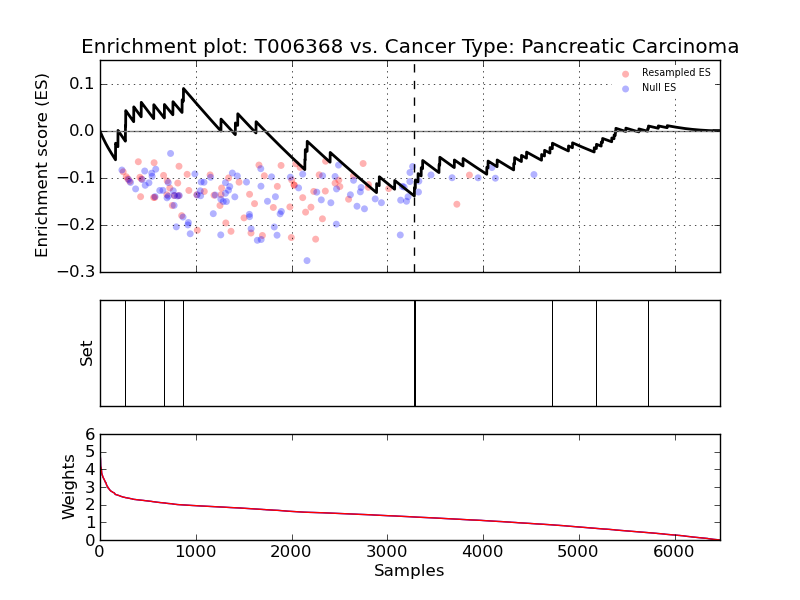 Enrichment plot: T006368 vs. Cancer Type: Pancreatic Carcinoma
Enrichment score (ES)
0.1
0.0
−0.1
−0.2
−0.3
Resampled ES
Null ES
Set
Weights
6
5
4
3
2
1
0
0 1000 2000 3000 4000 5000 6000
Samples